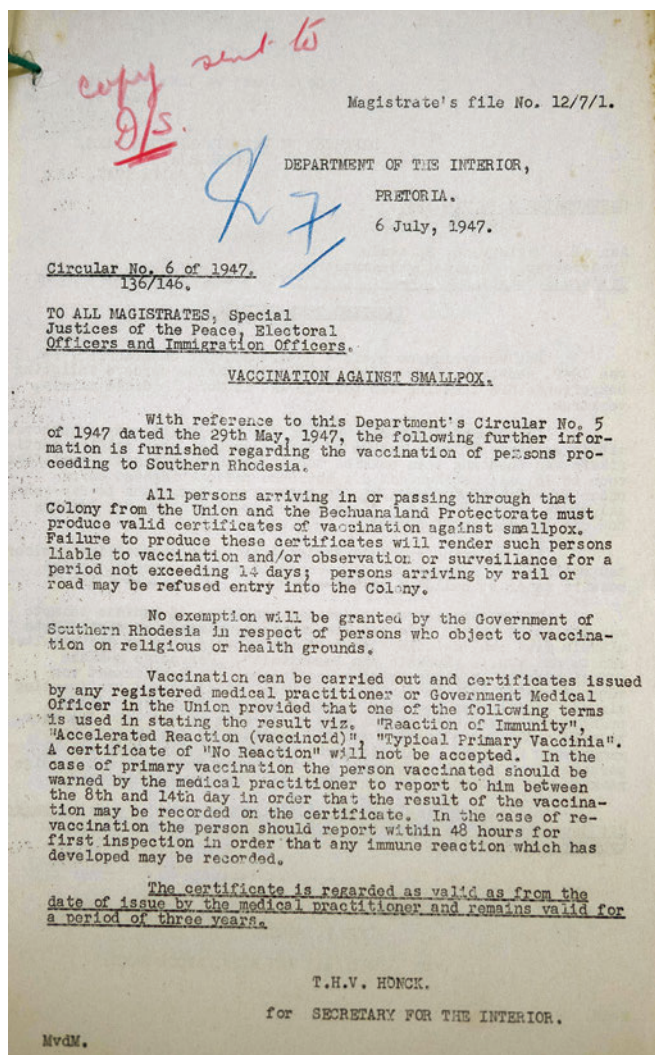 copy sent to
D/S.
Magistrate's file No. 12/7/1.
DEPARTMENT OF THE INTERIOR,
PRETORIA.
6 July, 1947.
Circular No. 6 of 1947.
136/146.
TO ALL MAGISTRATES, Special
Justices of the Peace, Electoral
Officers and Immigration Officers.
VACCINATION AGAINST SMALLPOX.
With reference to this Department's Circular No. 5
of 1947 dated the 29th May, 1947, the following further infor-
mation is furnished regarding the vaccination of persons pro-
ceeding to Southern Rhodesia.
All persons arriving in or passing through that
Colony from the Union and the Bechuanaland Protectorate must
produce valid certificates of vaccination against smallpox.
Failure to produce these certificates will render such persons
liable to vaccination and/or observation or surveillance for a
period not exceeding 14 days; persons arriving by rail or
road may be refused entry into the Colony.
No exemption will be granted by the Government of
Southern Rhodesia in respect of persons who object to vaccina-
tion on religious or health grounds.
Vaccination can be carried out and certificates issued
by any registered medical practitioner or Government Medical
Officer in the Union provided that one of the following terms
is used in stating the result viz. "Reaction of Immunity",
"Accelerated Reaction (vaccinoid)", "Typical Primary Vaccinia".
A certificate of "No Reaction" will not be accepted. In the
case of primary vaccination the person vaccinated should be
warned by the medical practitioner to report to him between
the 8th and 14th day in order that the result of the vaccina-
tion may be recorded on the certificate. In the case of re-
vaccination the person should report within 48 hours for
first inspection in order that any immune reaction which has
developed may be recorded.
The certificate is regarded as valid as from the
date of issue by the medical practitioner and remains valid for
a period of three years.
T.H.V. HONCK.
for SECRETARY FOR THE INTERIOR.
MvdM.